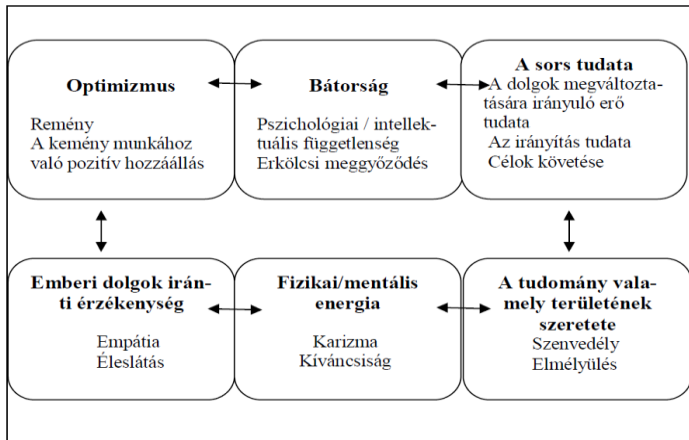 Optimizmus
Remény
A kemény munkához
való pozitív hozzáállás
Bátorság
Pszichológiai / intellek-
tuális függetlenség
Erkölcsi meggyőződés
A sors tudata
A dolgok megváltozta-
tására irányuló erő
tudata
Az irányítás tudata
Célok követése
Emberi dolgok irán-
ti érzékenység
Empátia
Éleslátás
Fizikai/mentális
energia
Karizma
Kíváncsiság
A tudomány vala-
mely területének
szeretete
Szenvedély
Elmélyülés